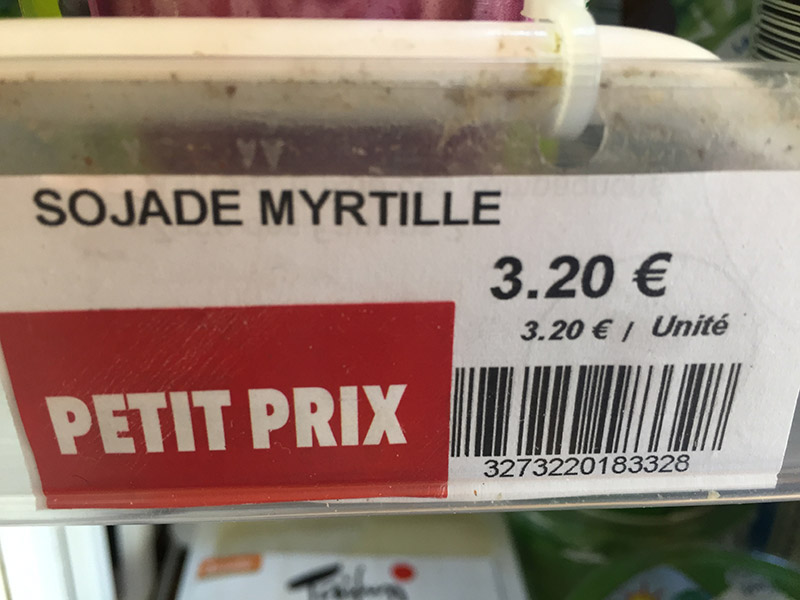 SOJADE MYRTILLE
3.20 €
3.20 € / Unité
PETIT PRIX
3273220183328